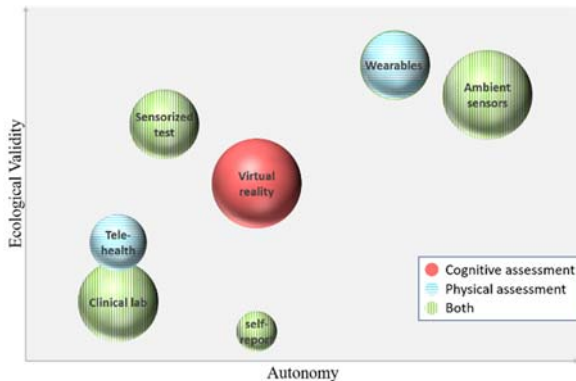 Ecological Validity
Wearables
Ambient
sensors
Sensorized
test
Virtual
reality
Tele-
health
Clinical lab
self-
report
Cognitive assessment
Physical assessment
Both
Autonomy